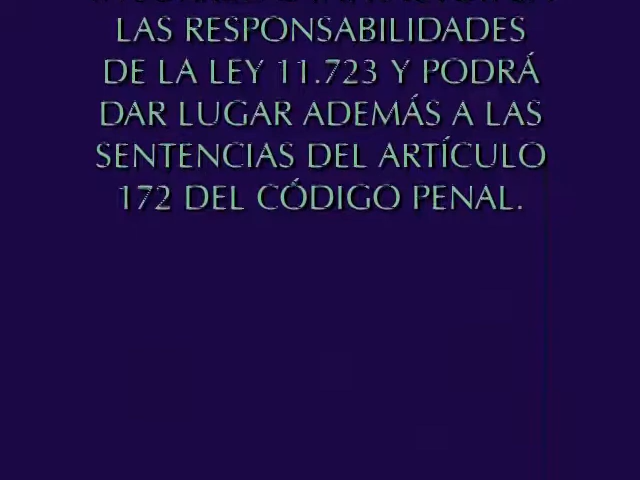 LAS RESPONSABILIDADES
DE LA LEY 11.723 Y PODRÁ
DAR LUGAR ADEMÁS A LAS
SENTENCIAS DEL ARTÍCULO
172 DEL CÓDIGO PENAL.